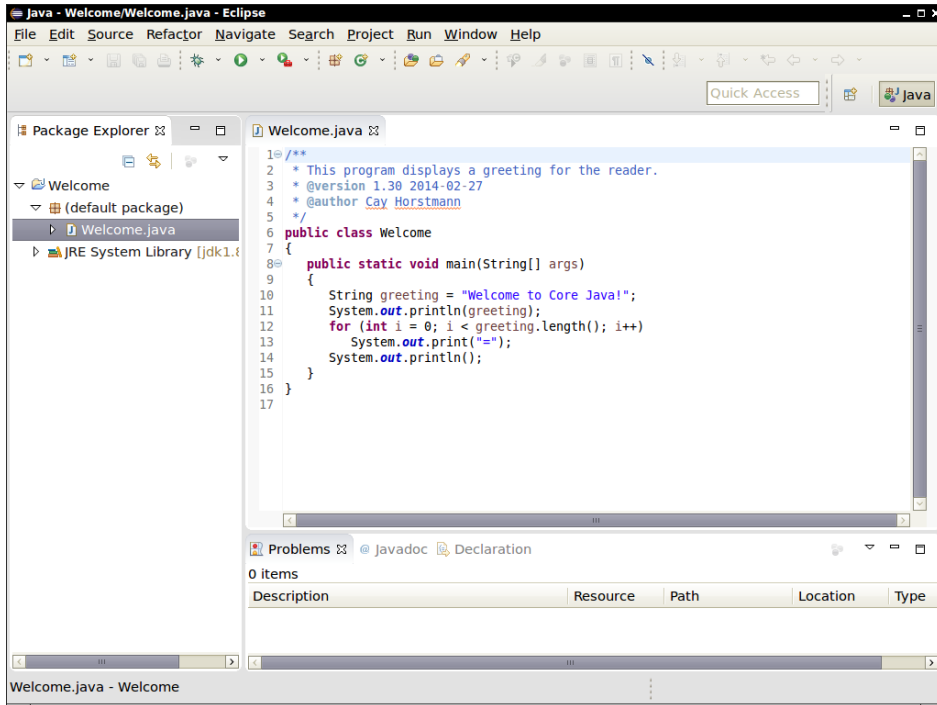 Java - Welcome/Welcome.java - Eclipse
File Edit Source Refactor Navigate Search Project Run Window Help
Quick Access
Java
Package Explorer
Welcome
(default package)
Welcome.java
JRE System Library [jdk1.8
Welcome.java
1 /**
2  * This program displays a greeting for the reader.
3  * @version 1.30 2014-02-27
4  * @author Cay Horstmann
5  */
6 public class Welcome
7 {
8    public static void main(String[] args)
9    {
10       String greeting = "Welcome to Core Java!";
11       System.out.println(greeting);
12       for (int i = 0; i < greeting.length(); i++)
13          System.out.print("=");
14       System.out.println();
15    }
16 }
17
Problems @ Javadoc Declaration
0 items
Description Resource Path Location Type
Welcome.java - Welcome